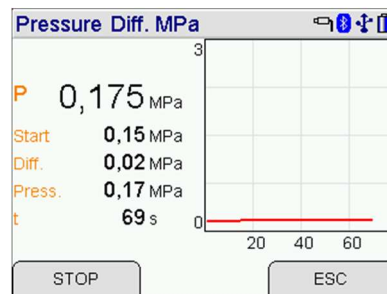 Pressure Diff. MPa
3
P 0,175 MPa
Start 0,15 MPa
Diff. 0,02 MPa
Press. 0,17 MPa
t 69 s
0
20 40 60
STOP ESC